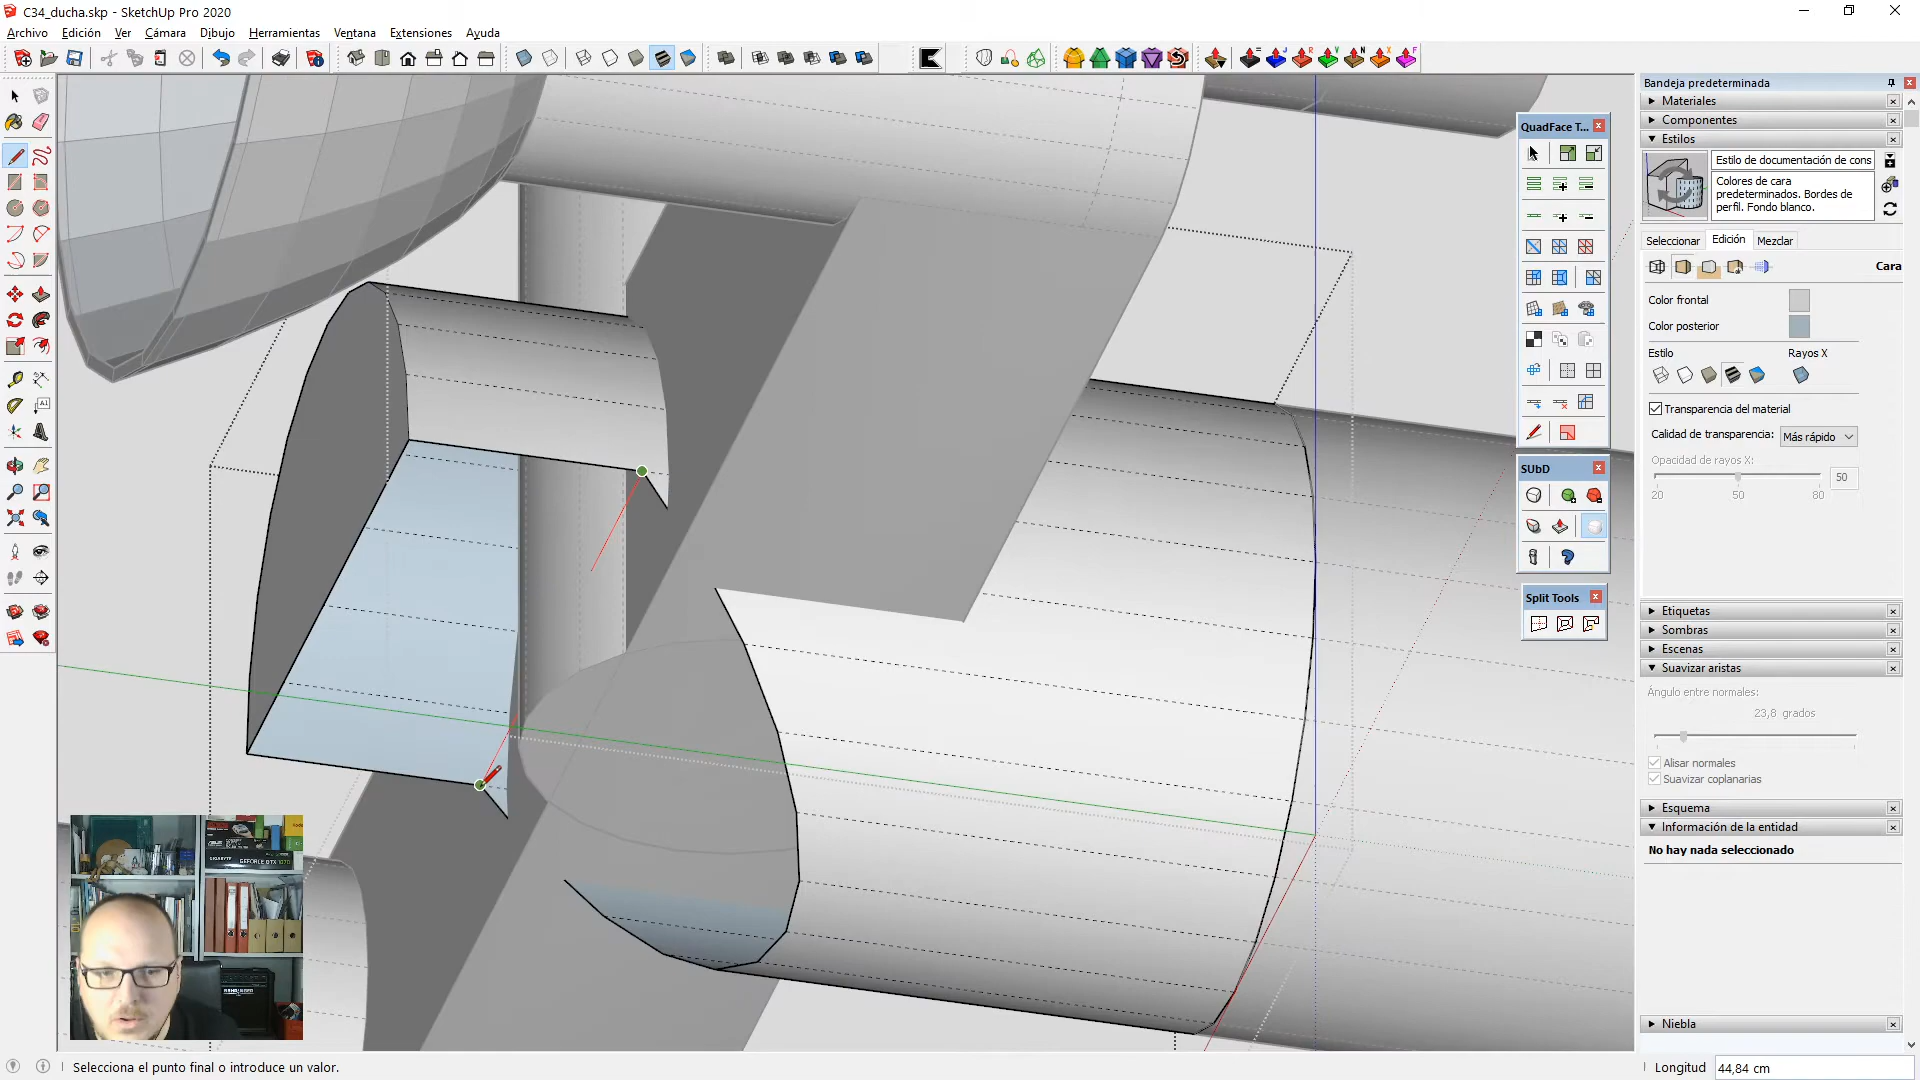 C34_ducha.skp - SketchUp Pro 2020
Archivo Edición Ver Cámara Dibujo Herramientas Ventana Extensiones Ayuda
Bandeja predeterminada
Materiales
Componentes
Estilos
Estilo de documentación de cons
Colores de cara
predeterminados. Bordes de
perfil. Fondo blanco.
Seleccionar Edición Mezclar
Cara
Color frontal
Color posterior
Estilo Rayos X
Transparencia del material
Calidad de transparencia: Más rápido
Opacidad de rayos X: 50
20 50 80
Etiquetas
Sombras
Escenas
Suavizar aristas
Ángulo entre normales:
23,8 grados
Alisar normales
Suavizar coplanarias
Esquema
Información de la entidad
No hay nada seleccionado
Niebla
QuadFace T...
SUbD
Split Tools
Selecciona el punto final o introduce un valor.
Longitud 44,84 cm